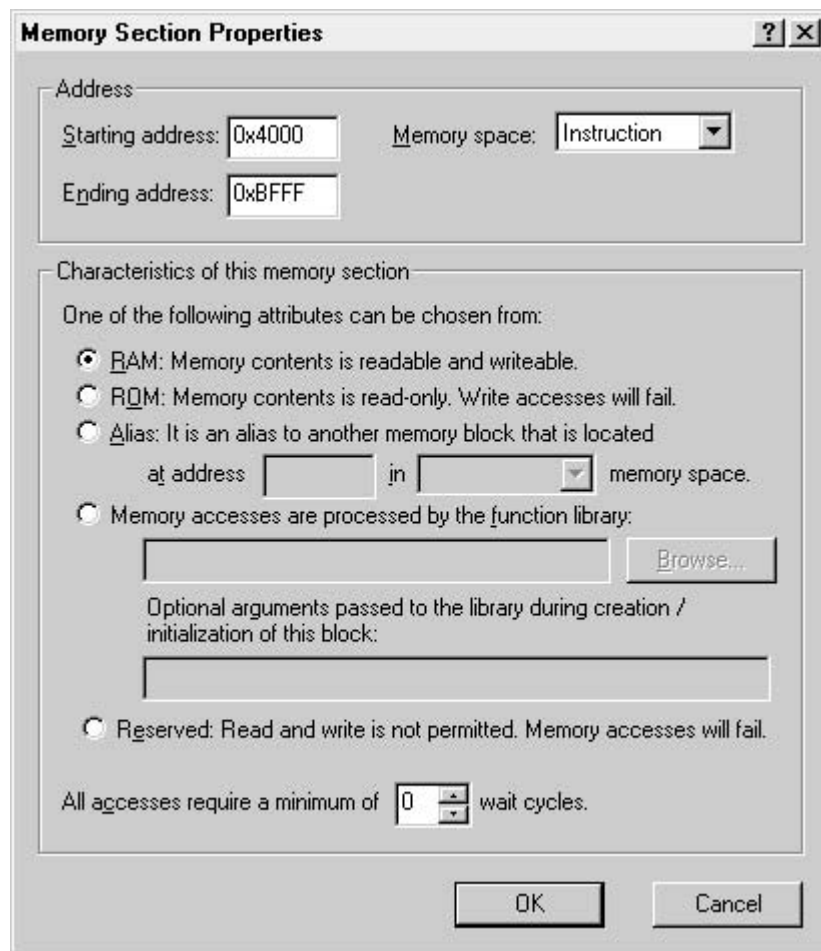 Memory Section Properties
Address
Starting address: 0x4000 Memory space: Instruction
Ending address: 0xBFFF
Characteristics of this memory section
One of the following attributes can be chosen from:
RAM: Memory contents is readable and writeable.
ROM: Memory contents is read-only. Write accesses will fail.
Alias: It is an alias to another memory block that is located
at address in memory space.
Memory accesses are processed by the function library:
Browse...
Optional arguments passed to the library during creation /
initialization of this block:
Reserved: Read and write is not permitted. Memory accesses will fail.
All accesses require a minimum of 0 wait cycles.
OK Cancel